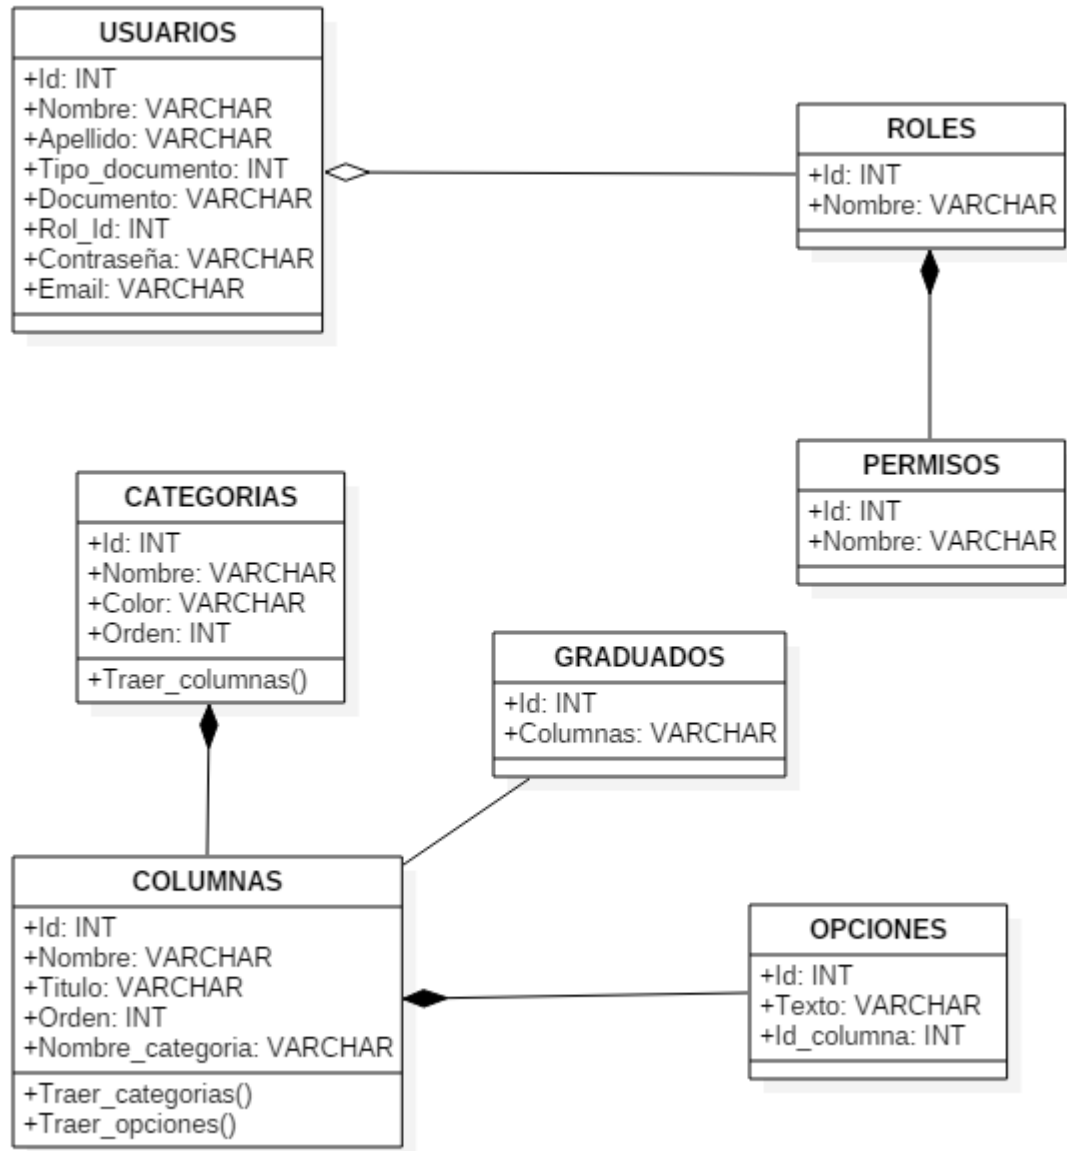 USUARIOS
+Id: INT
+Nombre: VARCHAR
+Apellido: VARCHAR
+Tipo_documento: INT
+Documento: VARCHAR
+Rol_Id: INT
+Contraseña: VARCHAR
+Email: VARCHAR
ROLES
+Id: INT
+Nombre: VARCHAR
PERMISOS
+Id: INT
+Nombre: VARCHAR
CATEGORIAS
+Id: INT
+Nombre: VARCHAR
+Color: VARCHAR
+Orden: INT
+Traer_columnas()
GRADUADOS
+Id: INT
+Columnas: VARCHAR
COLUMNAS
+Id: INT
+Nombre: VARCHAR
+Titulo: VARCHAR
+Orden: INT
+Nombre_categoria: VARCHAR
+Traer_categorias()
+Traer_opciones()
OPCIONES
+Id: INT
+Texto: VARCHAR
+Id_columna: INT